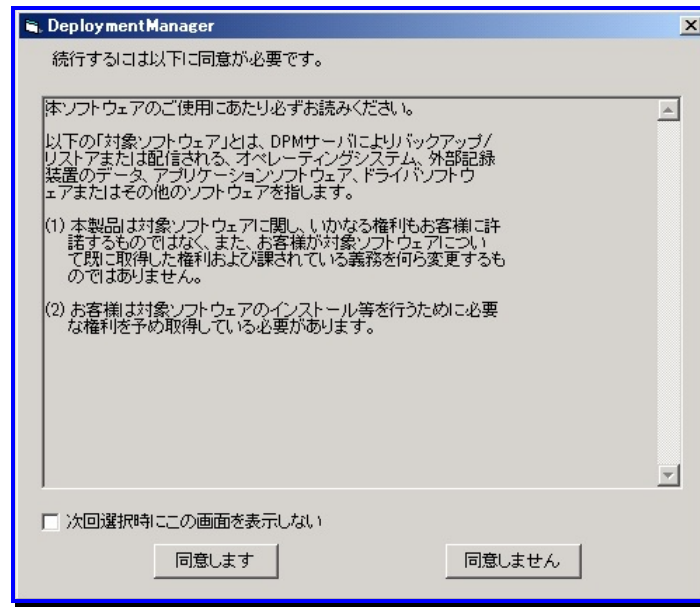 DeploymentManager
続行するには以下に同意が必要です。
本ソフトウェアのご使用にあたり必ずお読みください。
以下の「対象ソフトウェア」とは、DPMサーバによりバックアップ/
リストアまたは配信される、オペレーティングシステム、外部記録
装置のデータ、アプリケーションソフトウェア、ドライバソフトウ
ェアまたはその他のソフトウェアを指します。
(1) 本製品は対象ソフトウェアに関し、いかなる権利もお客様に許
諾するものではなく、また、お客様が対象ソフトウェアについ
て既に取得した権利および課されている義務を何ら変更するも
のではありません。
(2) お客様は対象ソフトウェアのインストール等を行うために必要
な権利を予め取得している必要があります。
次回選択時にこの画面を表示しない
同意します
同意しません